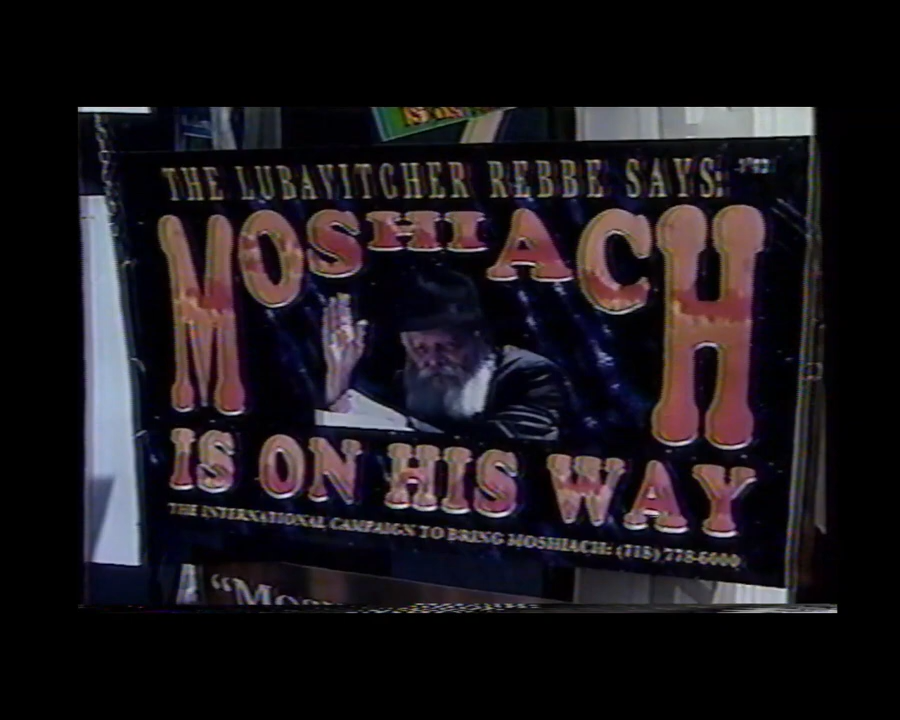 THE LUBAVITCHER REBBE SAYS:
MOSHIACH
IS ON HIS WAY
THE INTERNATIONAL CAMPAIGN TO BRING MOSHIACH: (718) 778-6000